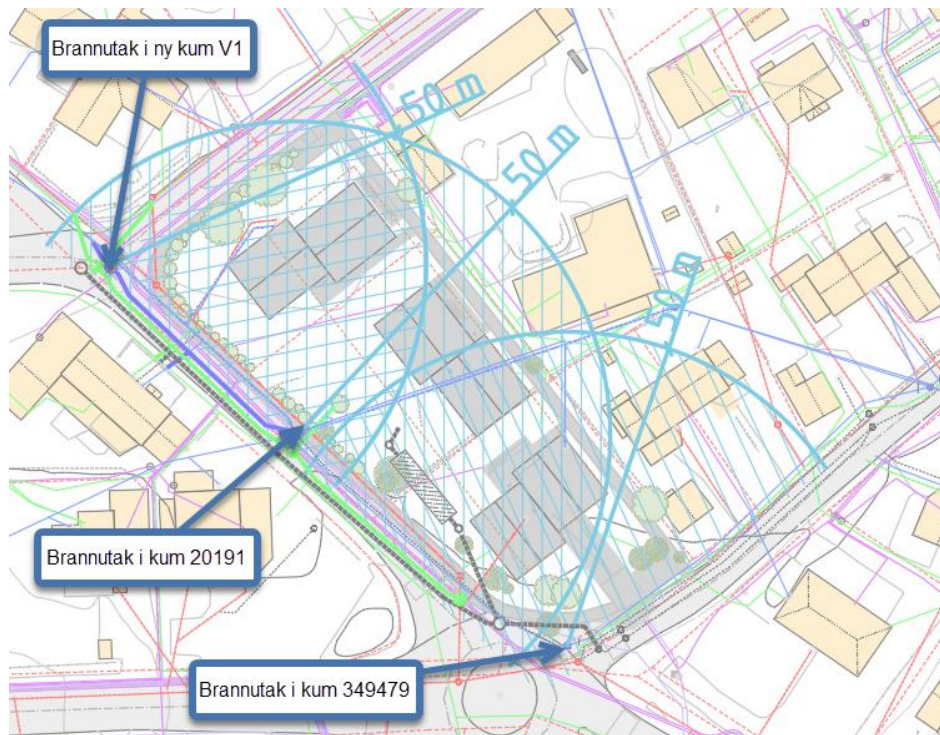 Brannutak i ny kum V1
50 m
50 m
50 m
Brannutak i kum 20191
Brannutak i kum 349479